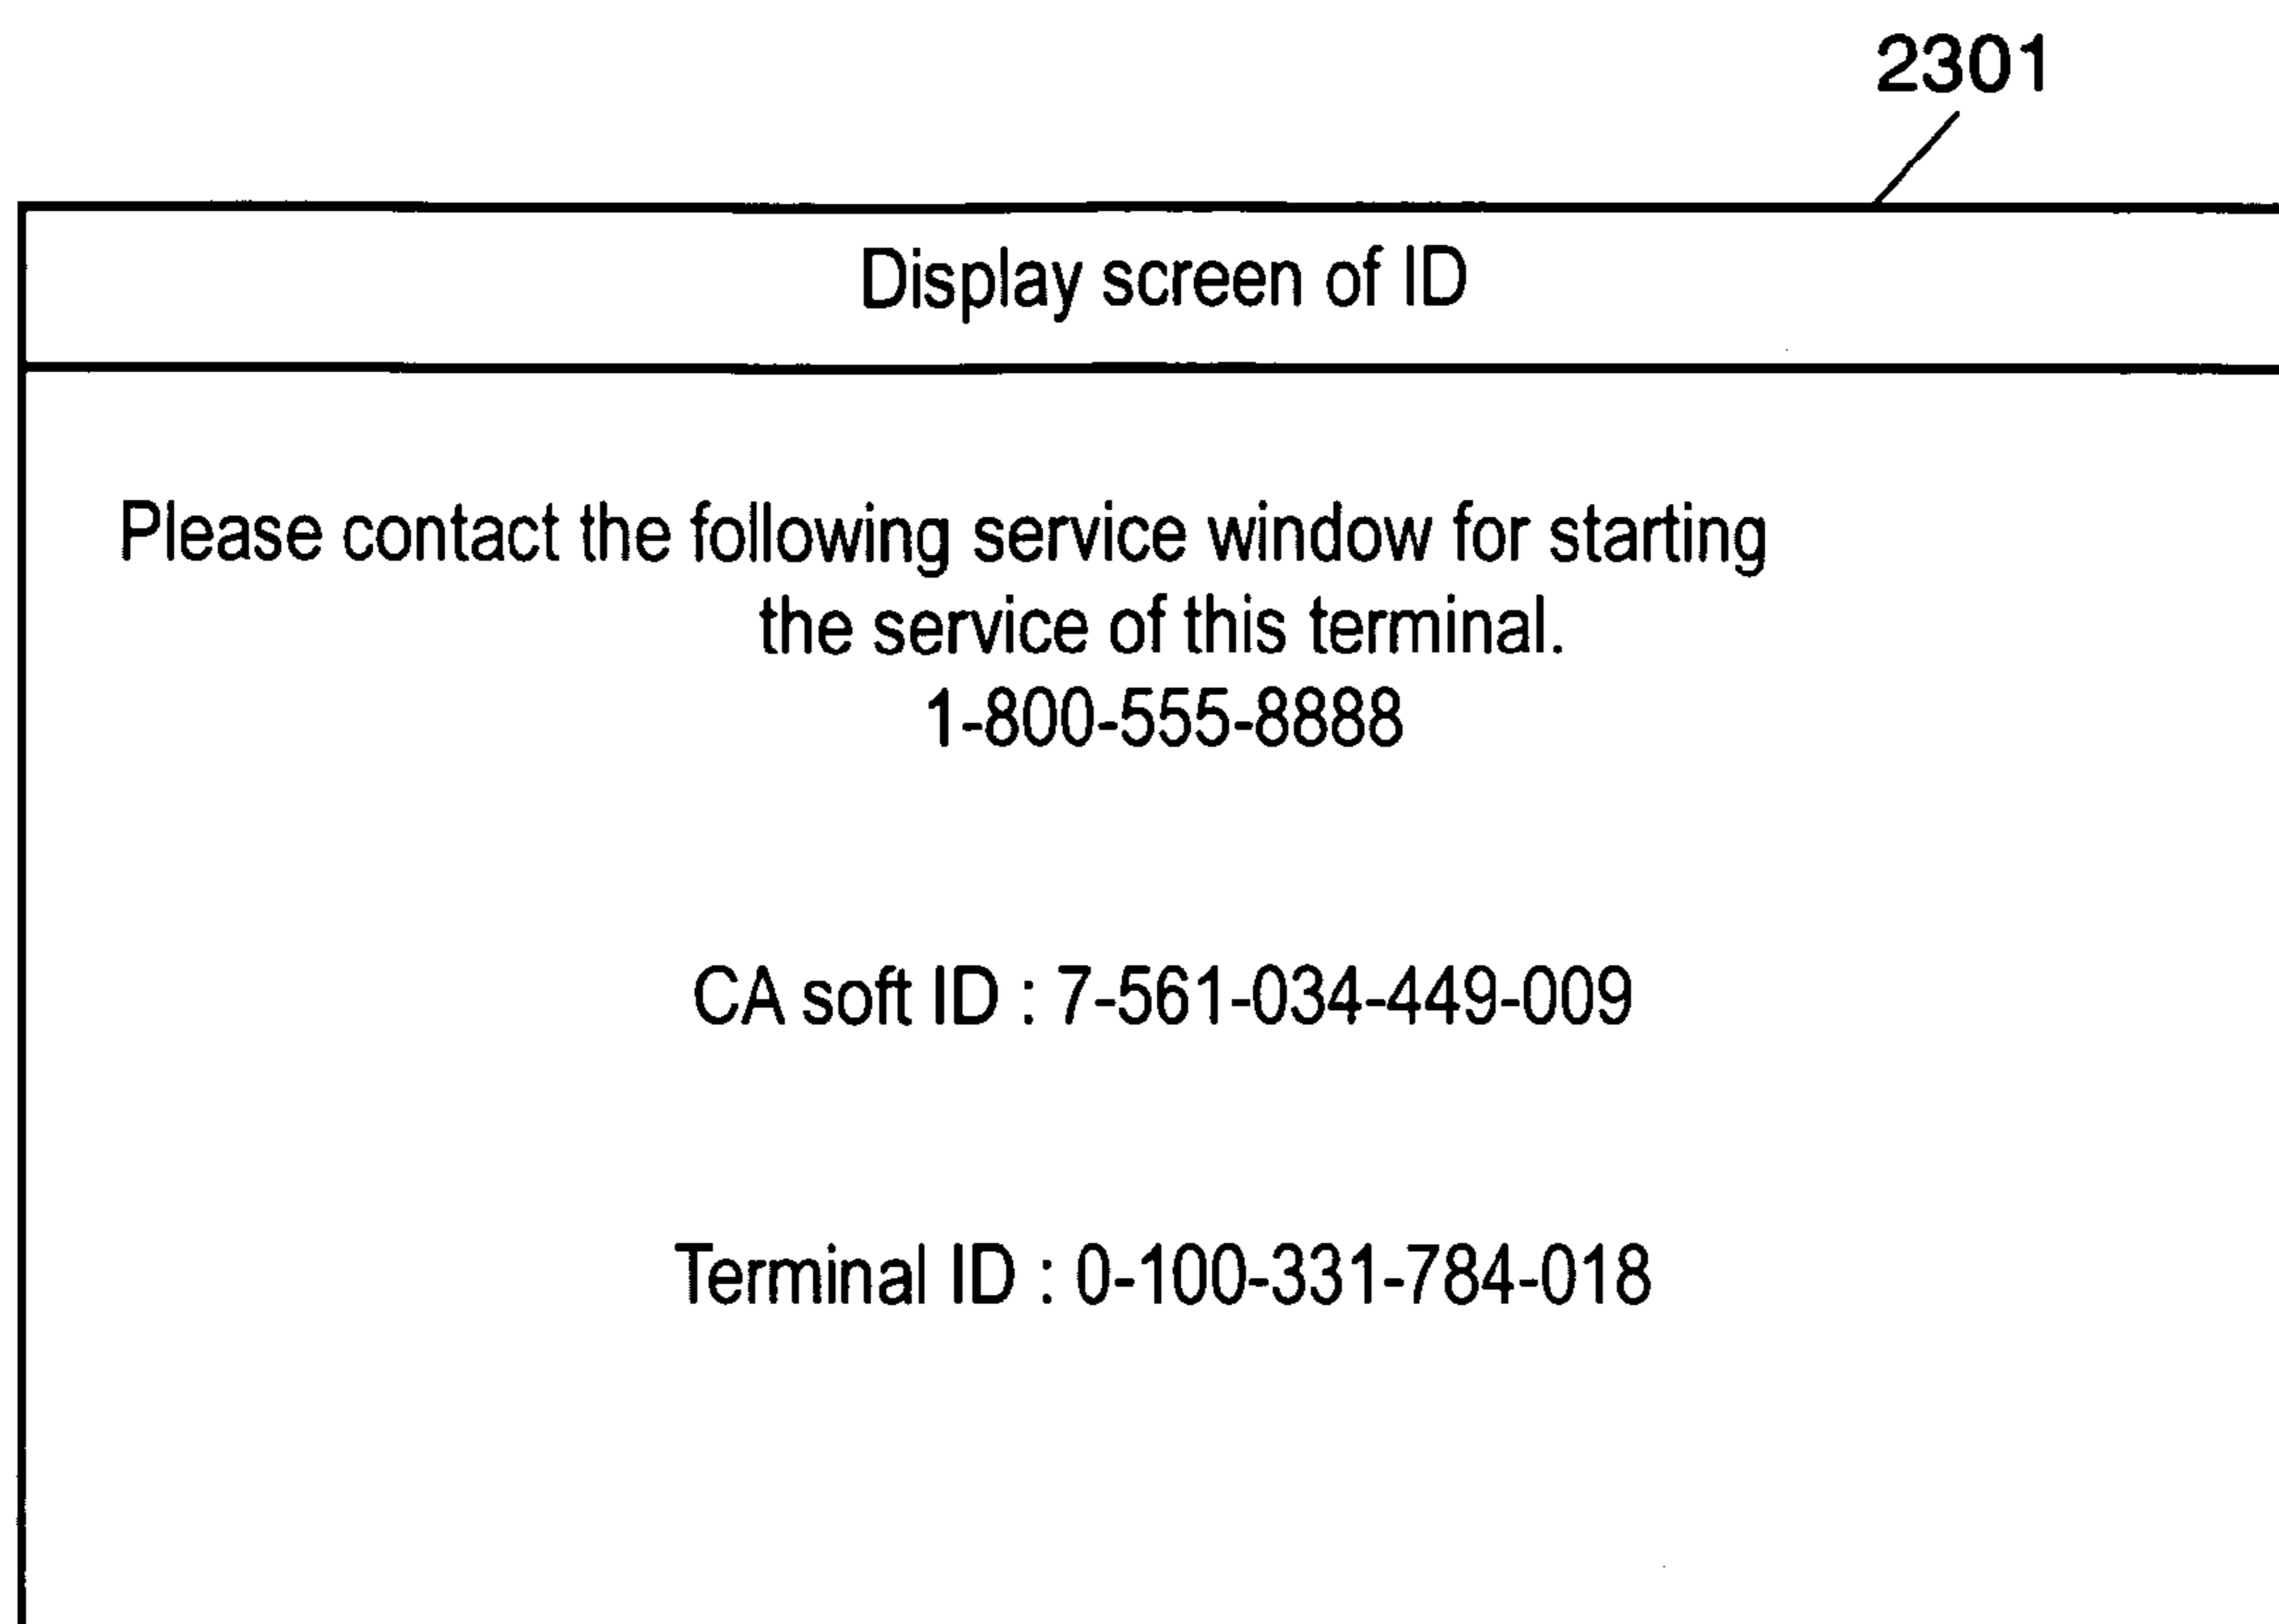 2301
Display screen of ID
Please contact the following service window for starting
the service of this terminal.
1-800-555-8888
CA soft ID : 7-561-034-449-009
Terminal ID : 0-100-331-784-018